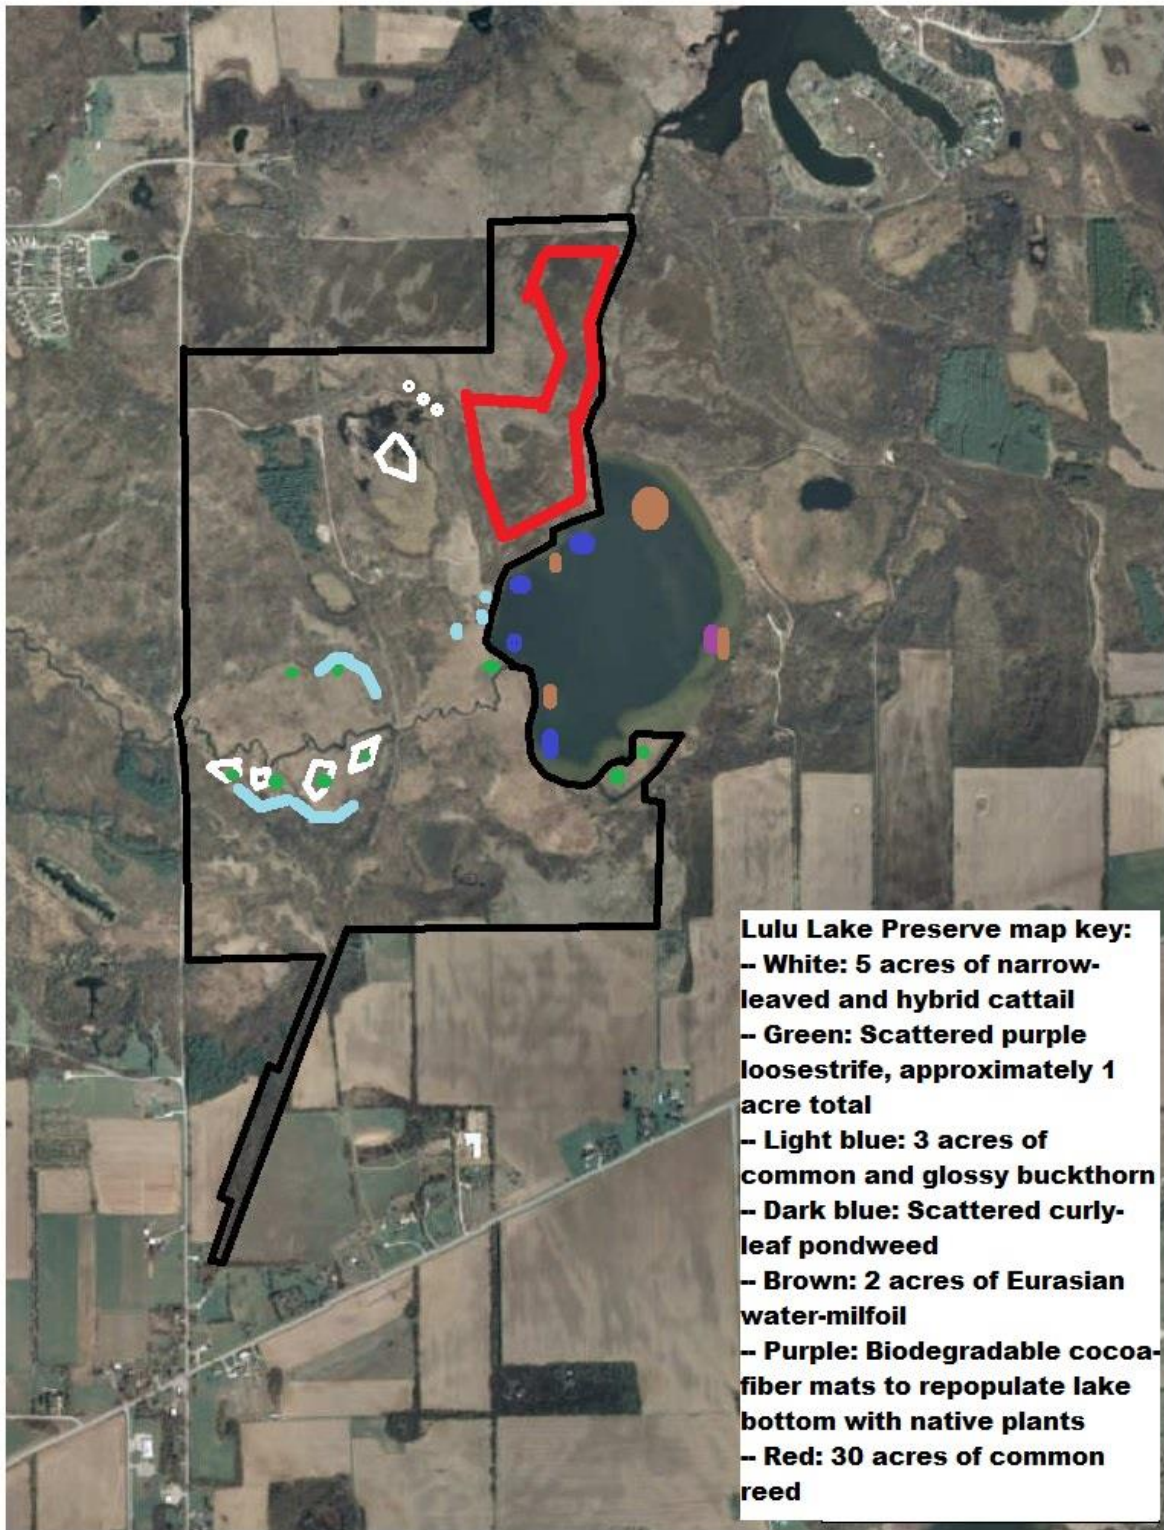 Lulu Lake Preserve map key:
-- White: 5 acres of narrow-
leaved and hybrid cattail
-- Green: Scattered purple
loosestrife, approximately 1
acre total
-- Light blue: 3 acres of
common and glossy buckthorn
-- Dark blue: Scattered curly-
leaf pondweed
-- Brown: 2 acres of Eurasian
water-milfoil
-- Purple: Biodegradable cocoa-
fiber mats to repopulate lake
bottom with native plants
-- Red: 30 acres of common
reed